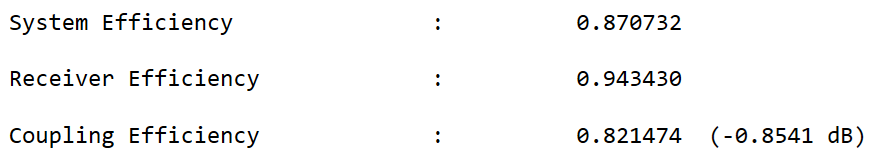 System Efficiency : 0.870732
Receiver Efficiency : 0.943430
Coupling Efficiency : 0.821474 (-0.8541 dB)